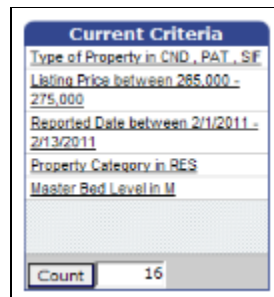 Current Criteria
Type of Property in CND , PAT , SIF
Listing Price between 265,000 -
275,000
Reported Date between 2/1/2011 -
2/13/2011
Property Category in RES
Master Bed Level in M
Count 16